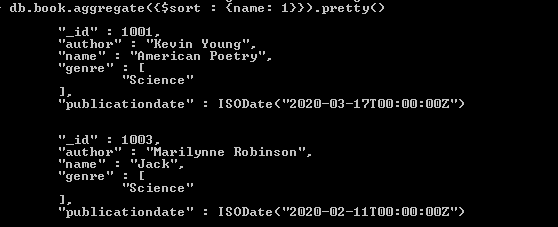 db.book.aggregate({$sort : {name: 1}}).pretty()
"_id" : 1001,
"author" : "Kevin Young",
"name" : "American Poetry",
"genre" : [
"Science"
],
"publicationdate" : ISODate("2020-03-17T00:00:00Z")
"_id" : 1003,
"author" : "Marilynne Robinson",
"name" : "Jack",
"genre" : [
"Science"
],
"publicationdate" : ISODate("2020-02-11T00:00:00Z")